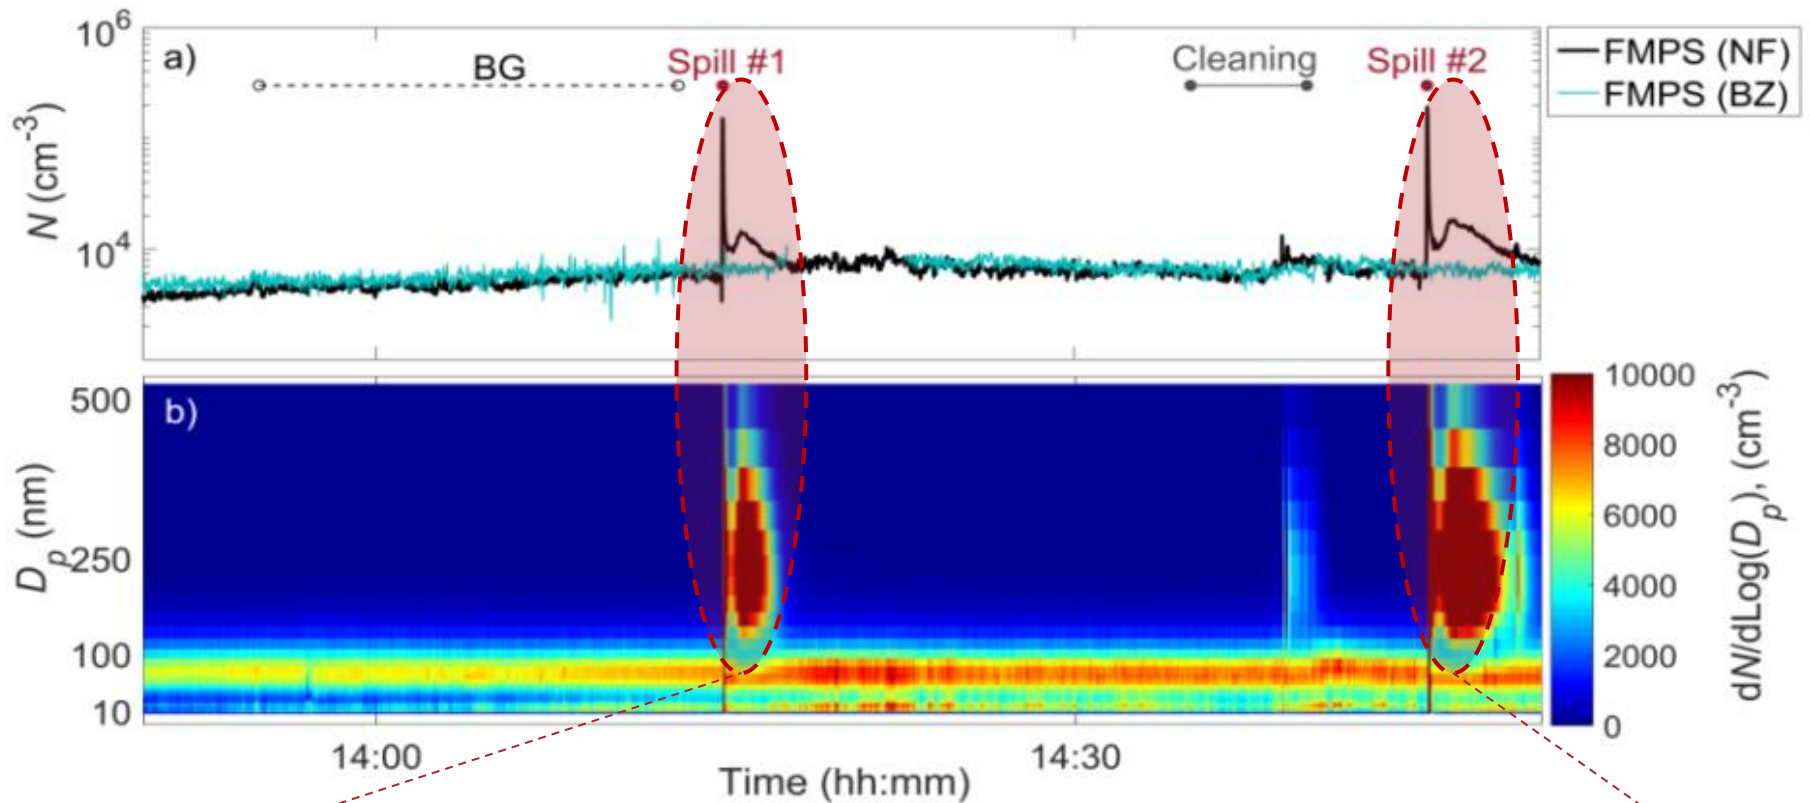 10^6
a)
BG
Spill #1
Cleaning
Spill #2
FMPS (NF)
FMPS (BZ)
N (cm^-3)
10^4
500
b)
250
100
10
D_p (nm)
10000
8000
6000
4000
2000
0
dN/dLog(D_p), (cm^-3)
14:00
14:30
Time (hh:mm)